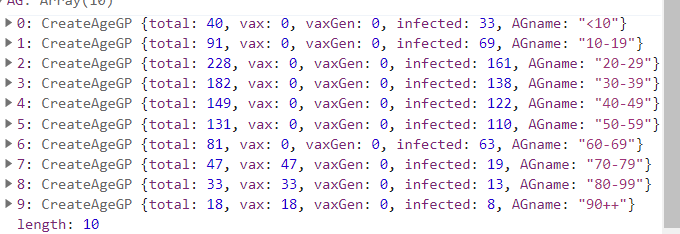 AG: Array(10)
0: CreateAgeGP {total: 40, vax: 0, vaxGen: 0, infected: 33, AGname: "<10"}
1: CreateAgeGP {total: 91, vax: 0, vaxGen: 0, infected: 69, AGname: "10-19"}
2: CreateAgeGP {total: 228, vax: 0, vaxGen: 0, infected: 161, AGname: "20-29"}
3: CreateAgeGP {total: 182, vax: 0, vaxGen: 0, infected: 138, AGname: "30-39"}
4: CreateAgeGP {total: 149, vax: 0, vaxGen: 0, infected: 122, AGname: "40-49"}
5: CreateAgeGP {total: 131, vax: 0, vaxGen: 0, infected: 110, AGname: "50-59"}
6: CreateAgeGP {total: 81, vax: 0, vaxGen: 0, infected: 63, AGname: "60-69"}
7: CreateAgeGP {total: 47, vax: 47, vaxGen: 0, infected: 19, AGname: "70-79"}
8: CreateAgeGP {total: 33, vax: 33, vaxGen: 0, infected: 13, AGname: "80-99"}
9: CreateAgeGP {total: 18, vax: 18, vaxGen: 0, infected: 8, AGname: "90++"}
length: 10